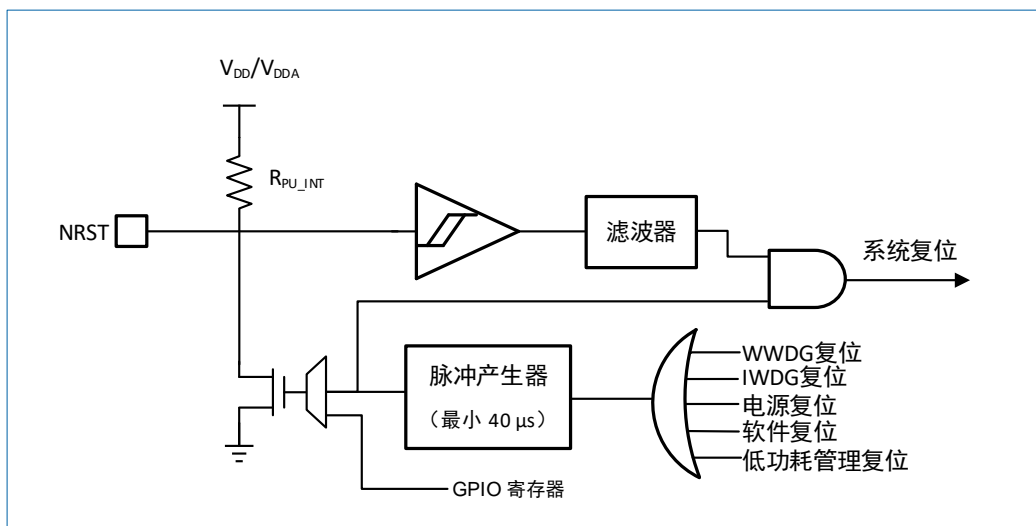 VDD/VDDA
RPU_INT
NRST
滤波器
系统复位
脉冲产生器
（最小 40 μs）
WWDG复位
IWDG复位
电源复位
软件复位
低功耗管理复位
GPIO 寄存器